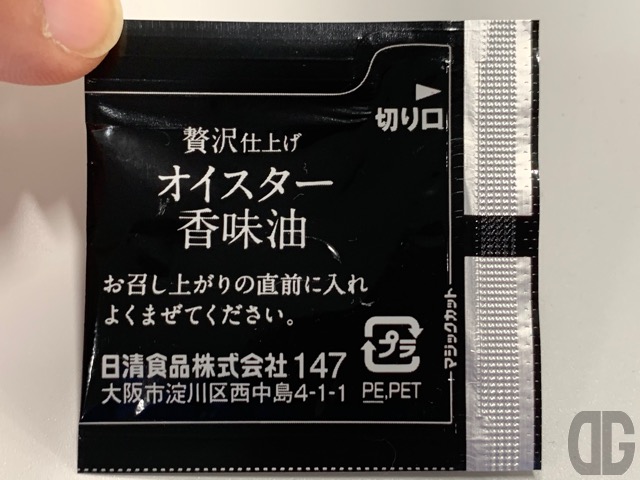 切り口
贅沢仕上げ
オイスター
香味油
お召し上がりの直前に入れ
よくまぜてください。
マジックカット
プラ
日清食品株式会社 147
大阪市淀川区西中島4-1-1
PE,PET
DG